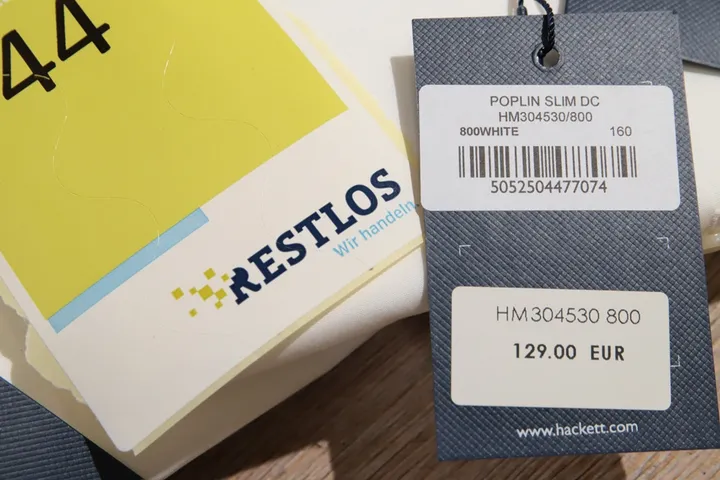 44
RESTLOS
Wir handeln.
POPLIN SLIM DC
HM304530/800
800WHITE 160
5052504477074
HM304530 800
129.00 EUR
www.hackett.com